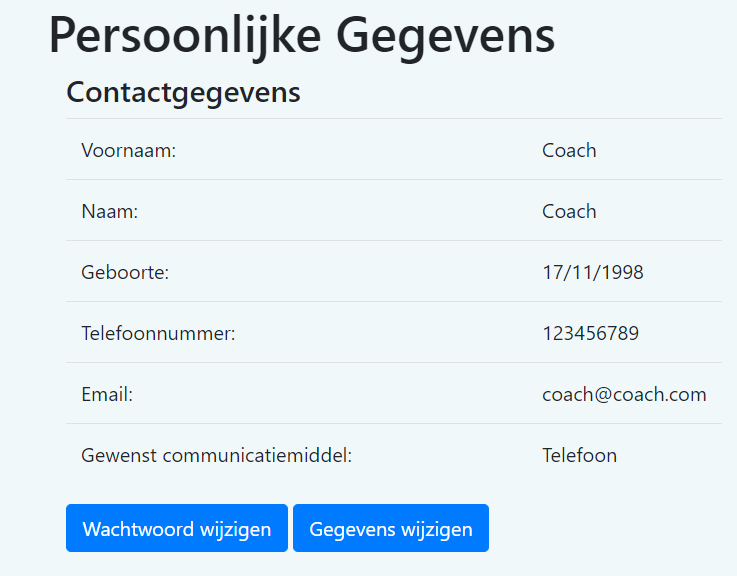 Persoonlijke Gegevens
Contactgegevens
Voornaam: Coach
Naam: Coach
Geboorte: 17/11/1998
Telefoonnummer: 123456789
Email: coach@coach.com
Gewenst communicatiemiddel: Telefoon
Wachtwoord wijzigen Gegevens wijzigen